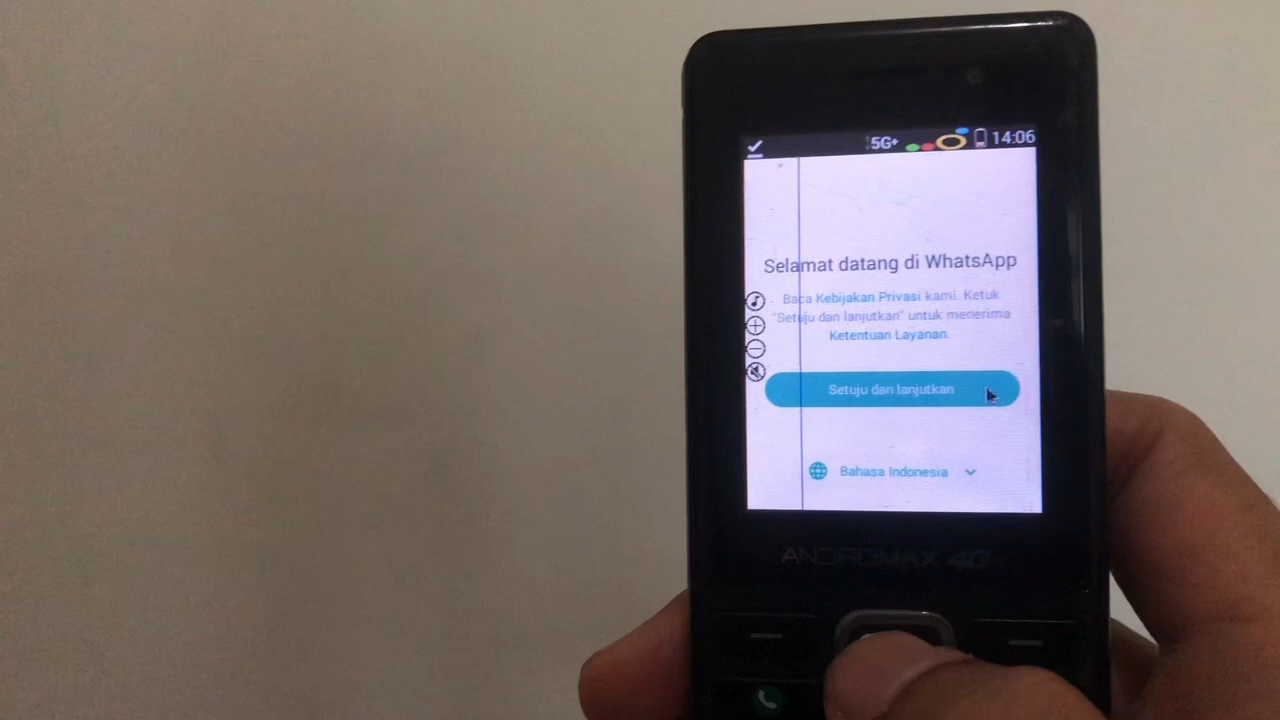 5G+ 14:06
Selamat datang di WhatsApp
Baca Kebijakan Privasi kami. Ketuk
"Setuju dan lanjutkan" untuk menerima
Ketentuan Layanan.
Setuju dan lanjutkan
Bahasa Indonesia
ANDROMAX 4G